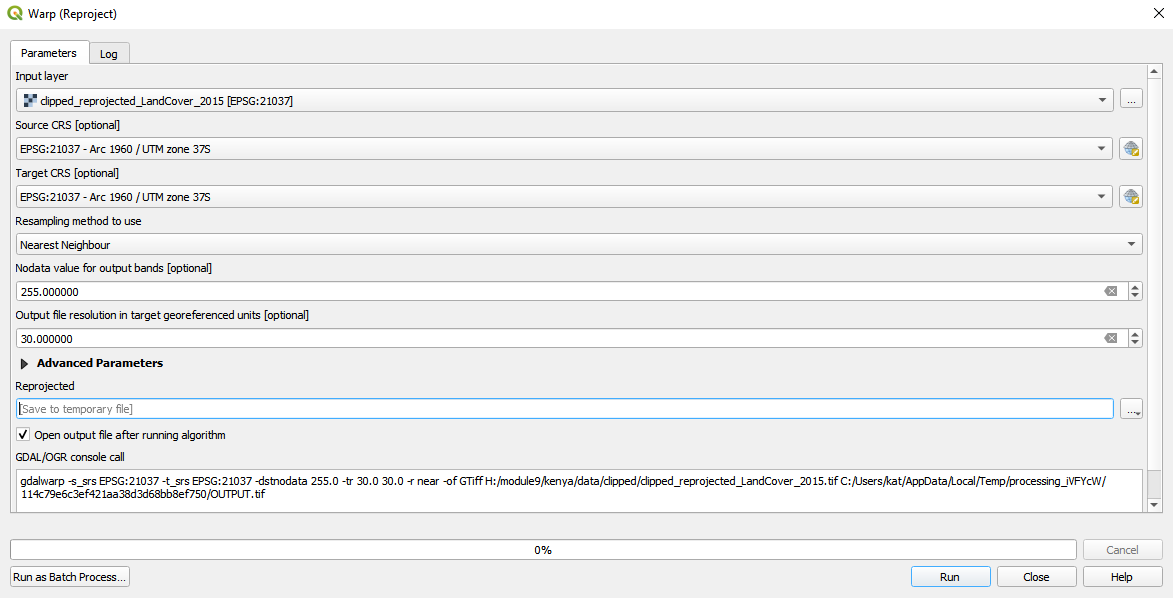 Warp (Reproject)
Parameters
Log
Input layer
clipped_reprojected_LandCover_2015 [EPSG:21037]
...
Source CRS [optional]
EPSG:21037 - Arc 1960 / UTM zone 37S
Target CRS [optional]
EPSG:21037 - Arc 1960 / UTM zone 37S
Resampling method to use
Nearest Neighbour
Nodata value for output bands [optional]
255.000000
Output file resolution in target georeferenced units [optional]
30.000000
Advanced Parameters
Reprojected
[Save to temporary file]
...
Open output file after running algorithm
GDAL/OGR console call
gdalwarp -s_srs EPSG:21037 -t_srs EPSG:21037 -dstnodata 255.0 -tr 30.0 30.0 -r near -of GTiff H:/module9/kenya/data/clipped/clipped_reprojected_LandCover_2015.tif C:/Users/kat/AppData/Local/Temp/processing_iVFYcW/
114c79e6c3ef421aa38d3d68bb8ef750/OUTPUT.tif
0%
Cancel
Run as Batch Process...
Run
Close
Help